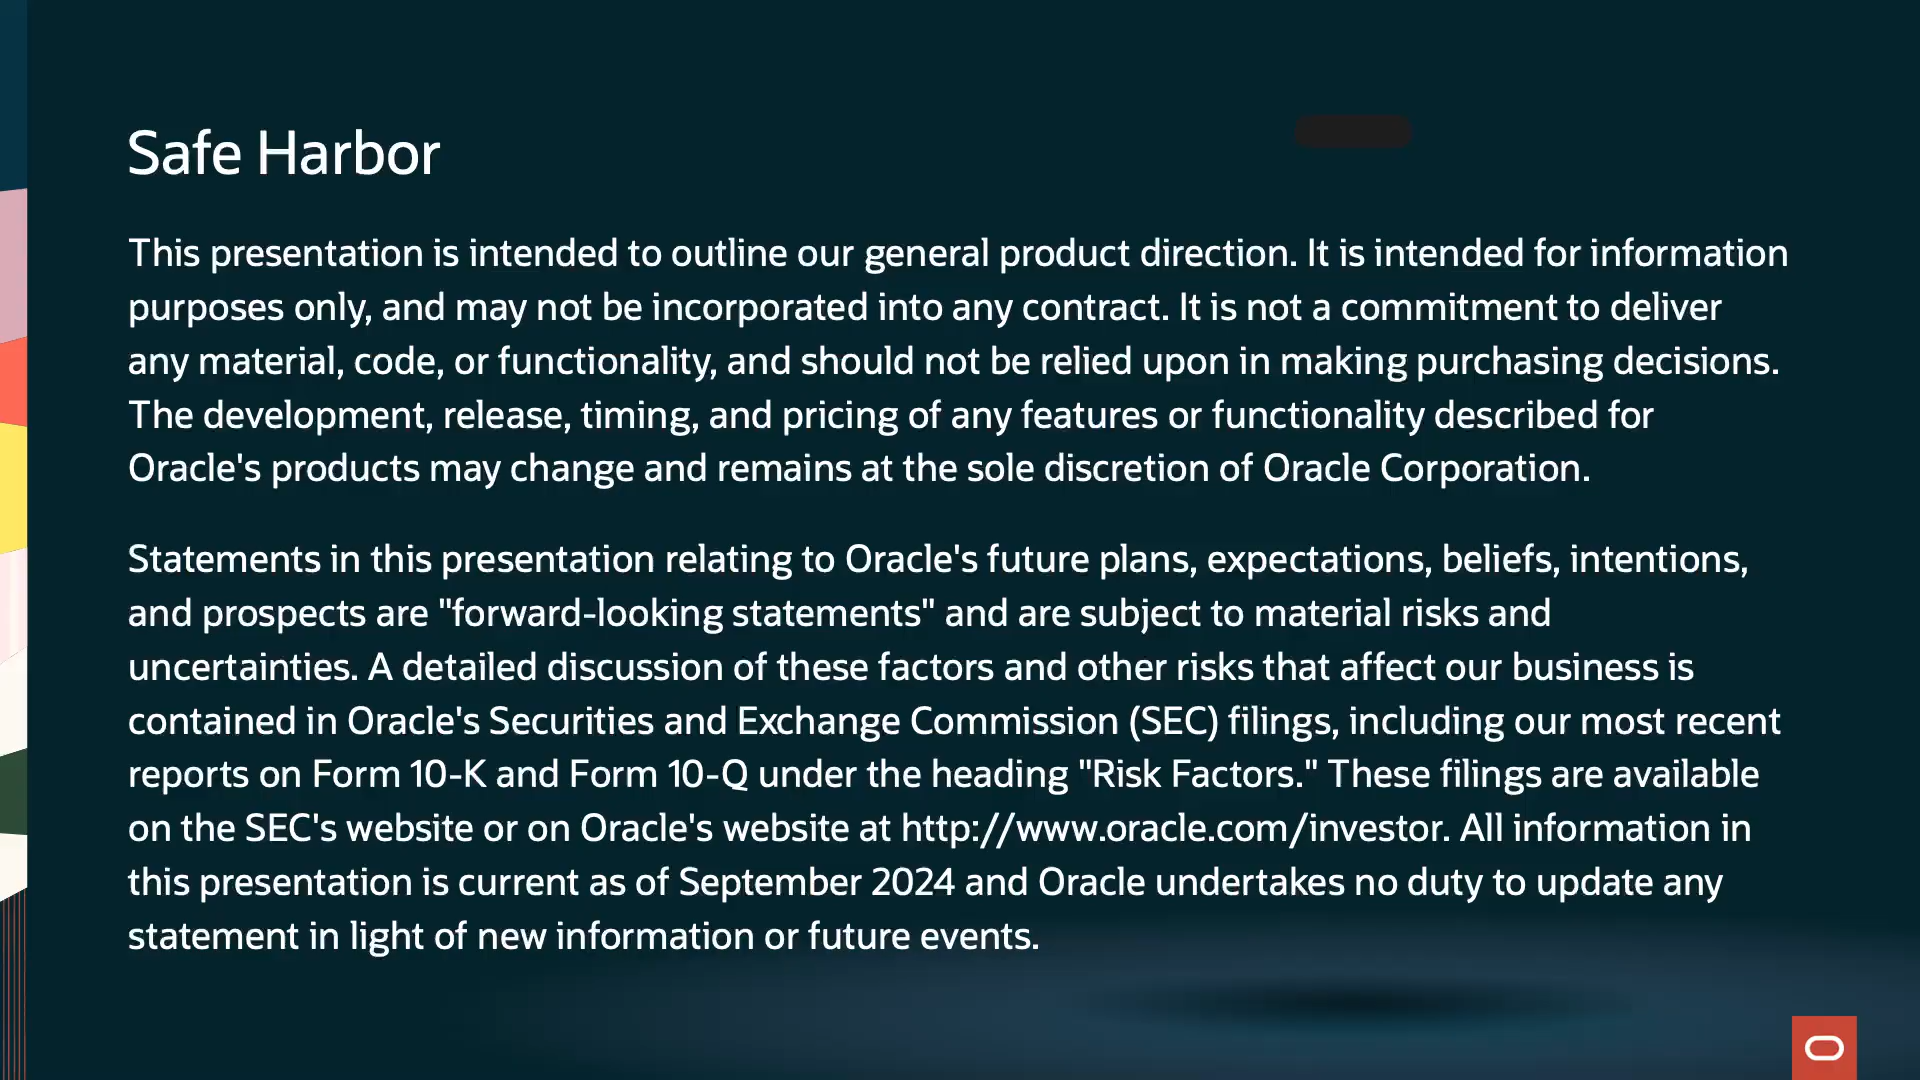 Safe Harbor
This presentation is intended to outline our general product direction. It is intended for information
purposes only, and may not be incorporated into any contract. It is not a commitment to deliver
any material, code, or functionality, and should not be relied upon in making purchasing decisions.
The development, release, timing, and pricing of any features or functionality described for
Oracle's products may change and remains at the sole discretion of Oracle Corporation.
Statements in this presentation relating to Oracle's future plans, expectations, beliefs, intentions,
and prospects are "forward-looking statements" and are subject to material risks and
uncertainties. A detailed discussion of these factors and other risks that affect our business is
contained in Oracle's Securities and Exchange Commission (SEC) filings, including our most recent
reports on Form 10-K and Form 10-Q under the heading "Risk Factors." These filings are available
on the SEC's website or on Oracle's website at http://www.oracle.com/investor. All information in
this presentation is current as of September 2024 and Oracle undertakes no duty to update any
statement in light of new information or future events.